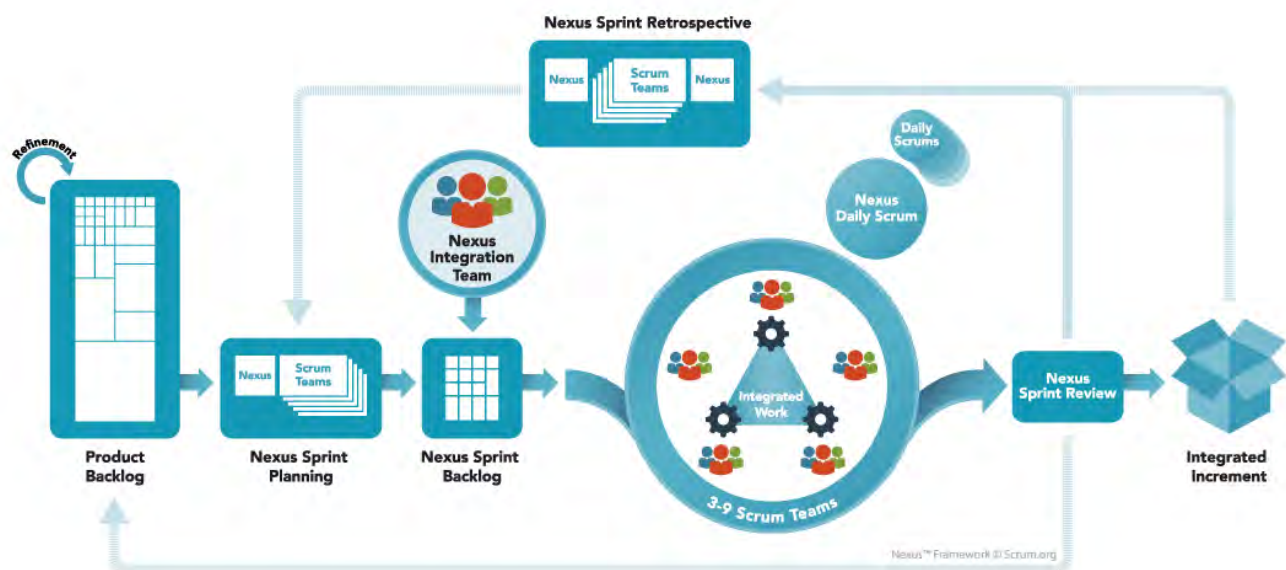 Nexus Sprint Retrospective
Nexus
Scrum
Teams
Nexus
Daily
Scrums
Refinement
Nexus
Daily Scrum
Nexus
Integration
Team
Nexus
Scrum
Teams
Integrated
Work
Nexus
Sprint Review
Product
Backlog
Nexus Sprint
Planning
Nexus Sprint
Backlog
3-9 Scrum Teams
Integrated
Increment
Nexus™ Framework © Scrum.org